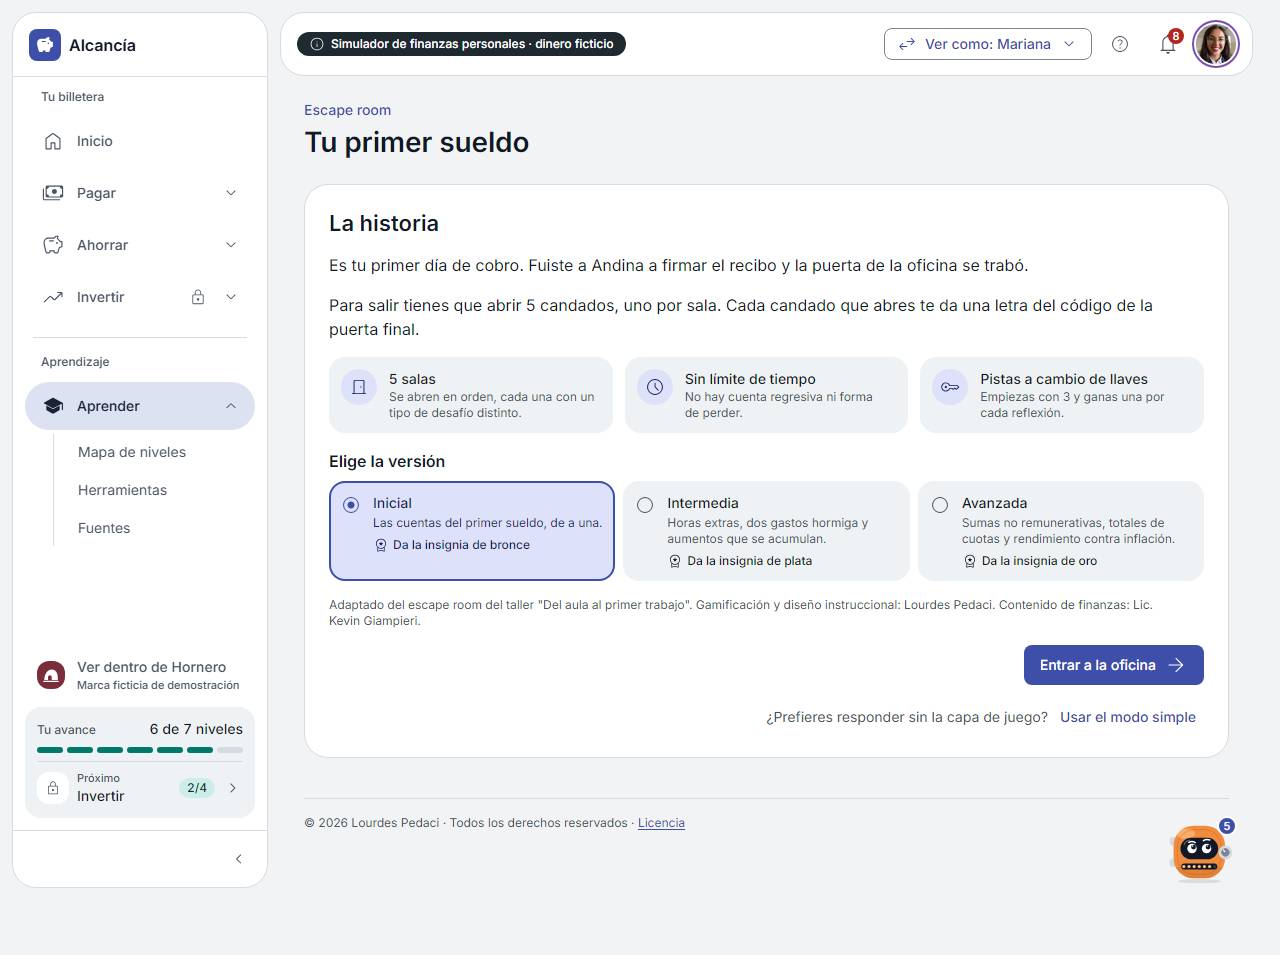 Alcancía
Simulador de finanzas personales · dinero ficticio
Ver como: Mariana
8
Tu billetera
Inicio
Pagar
Ahorrar
Invertir
Aprendizaje
Aprender
Mapa de niveles
Herramientas
Fuentes
Ver dentro de Hornero
Marca ficticia de demostración
Tu avance
6 de 7 niveles
Próximo
Invertir
2/4
Escape room
Tu primer sueldo
La historia
Es tu primer día de cobro. Fuiste a Andina a firmar el recibo y la puerta de la oficina se trabó.
Para salir tienes que abrir 5 candados, uno por sala. Cada candado que abres te da una letra del código de la
puerta final.
5 salas
Se abren en orden, cada una con un
tipo de desafío distinto.
Sin límite de tiempo
No hay cuenta regresiva ni forma
de perder.
Pistas a cambio de llaves
Empiezas con 3 y ganas una por
cada reflexión.
Elige la versión
Inicial
Las cuentas del primer sueldo, de a una.
Da la insignia de bronce
Intermedia
Horas extras, dos gastos hormiga y
aumentos que se acumulan.
Da la insignia de plata
Avanzada
Sumas no remunerativas, totales de
cuotas y rendimiento contra inflación.
Da la insignia de oro
Adaptado del escape room del taller "Del aula al primer trabajo". Gamificación y diseño instruccional: Lourdes Pedaci. Contenido de finanzas: Lic.
Kevin Giampieri.
Entrar a la oficina
¿Prefieres responder sin la capa de juego? Usar el modo simple
© 2026 Lourdes Pedaci · Todos los derechos reservados · Licencia
5